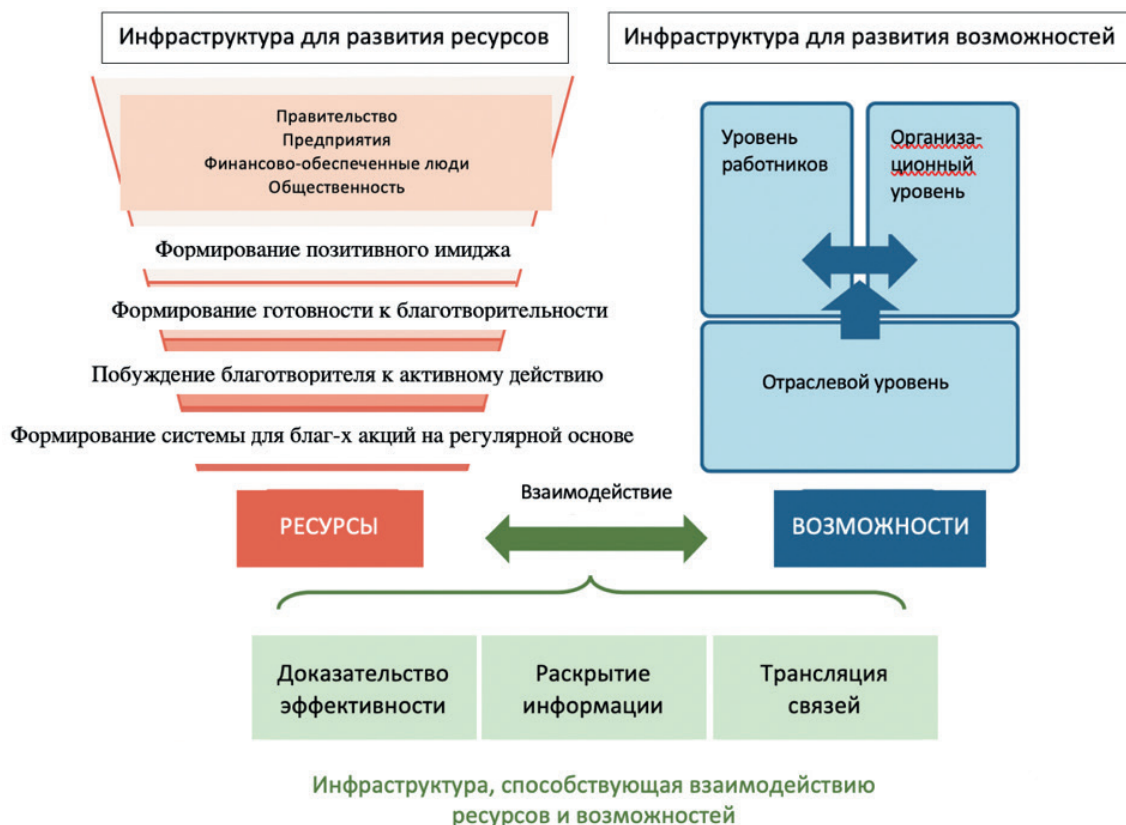 Инфраструктура для развития ресурсов
Правительство
Предприятия
Финансово-обеспеченные люди
Общественность
Формирование позитивного имиджа
Формирование готовности к благотворительности
Побуждение благотворителя к активному действию
Формирование системы для благ-х акций на регулярной основе
РЕСУРСЫ
Инфраструктура для развития возможностей
Уровень
работников
Организа-
ционный
уровень
Отраслевой уровень
ВОЗМОЖНОСТИ
Взаимодействие
Доказательство
эффективности
Раскрытие
информации
Трансляция
связей
Инфраструктура, способствующая взаимодействию
ресурсов и возможностей